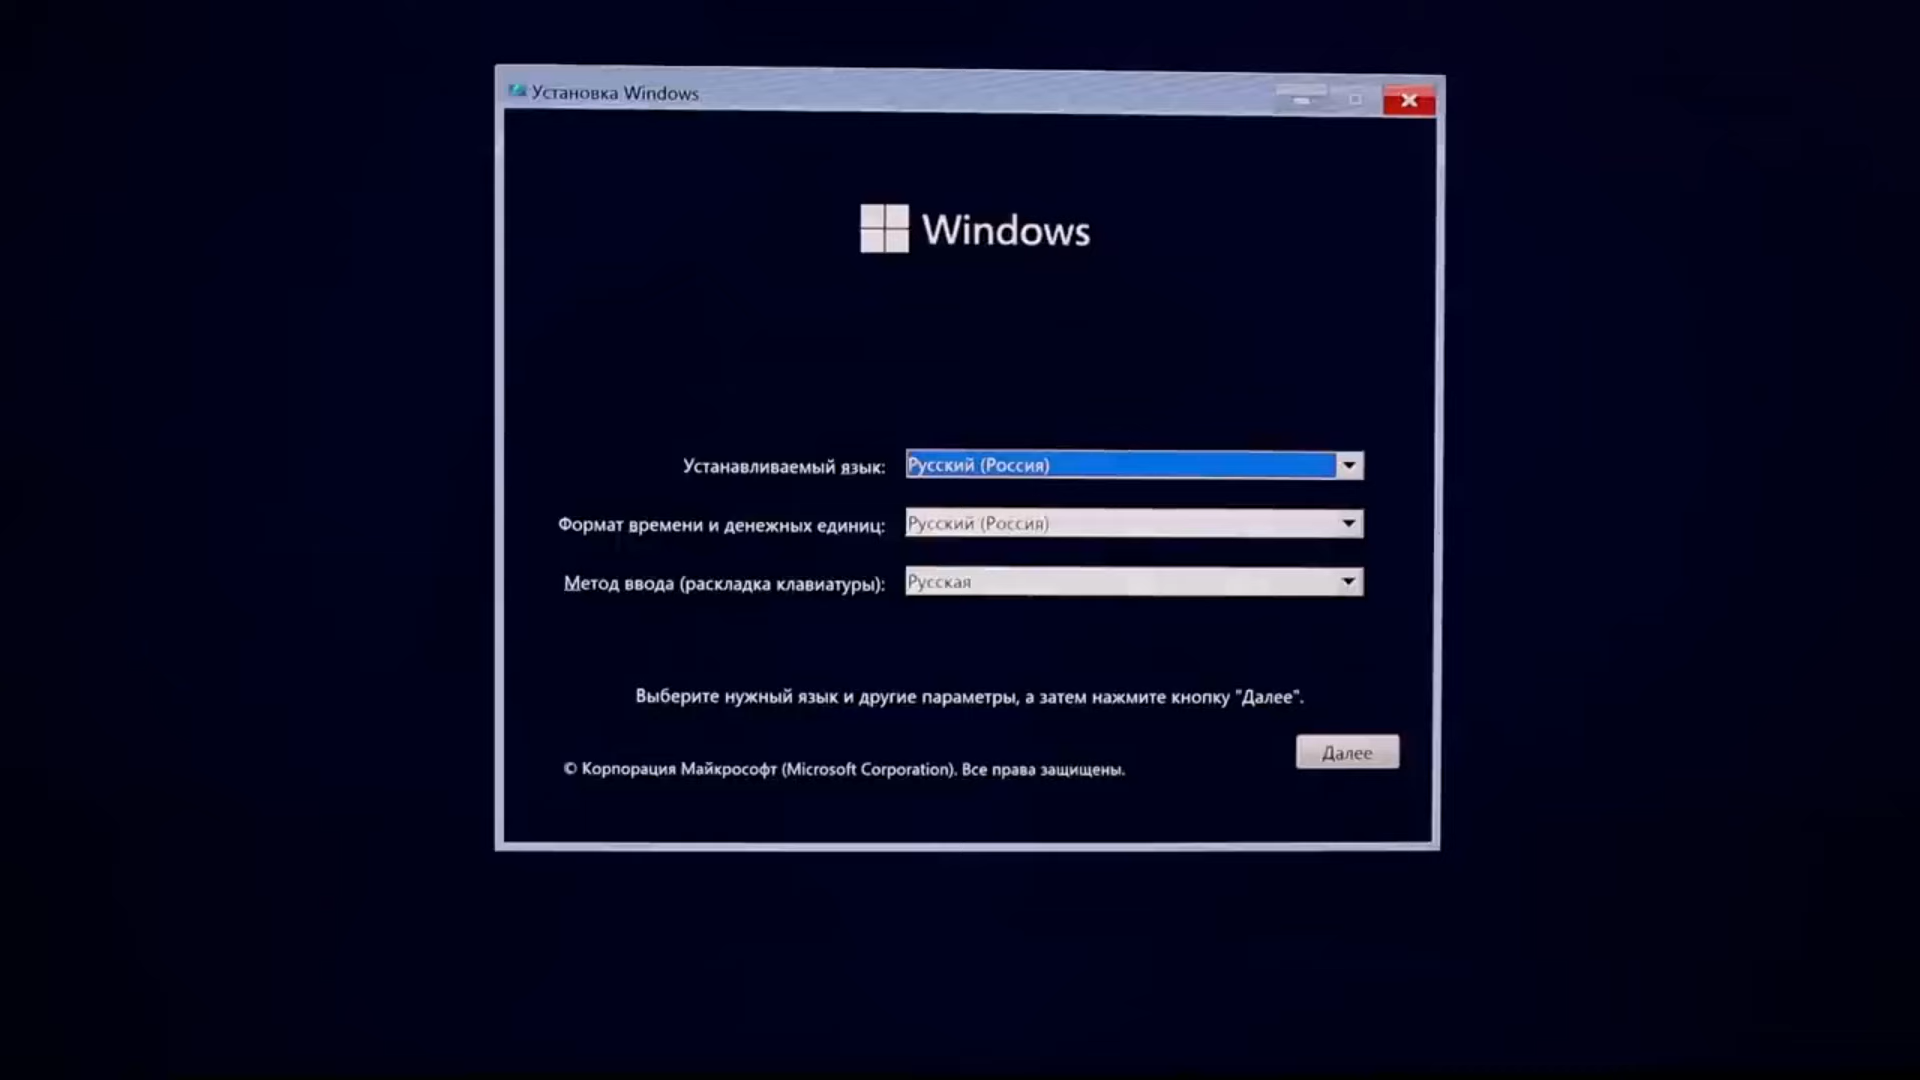 Установка Windows
Windows
Устанавливаемый язык: Русский (Россия)
Формат времени и денежных единиц: Русский (Россия)
Метод ввода (раскладка клавиатуры): Русская
Выберите нужный язык и другие параметры, а затем нажмите кнопку "Далее".
Далее
© Корпорация Майкрософт (Microsoft Corporation). Все права защищены.